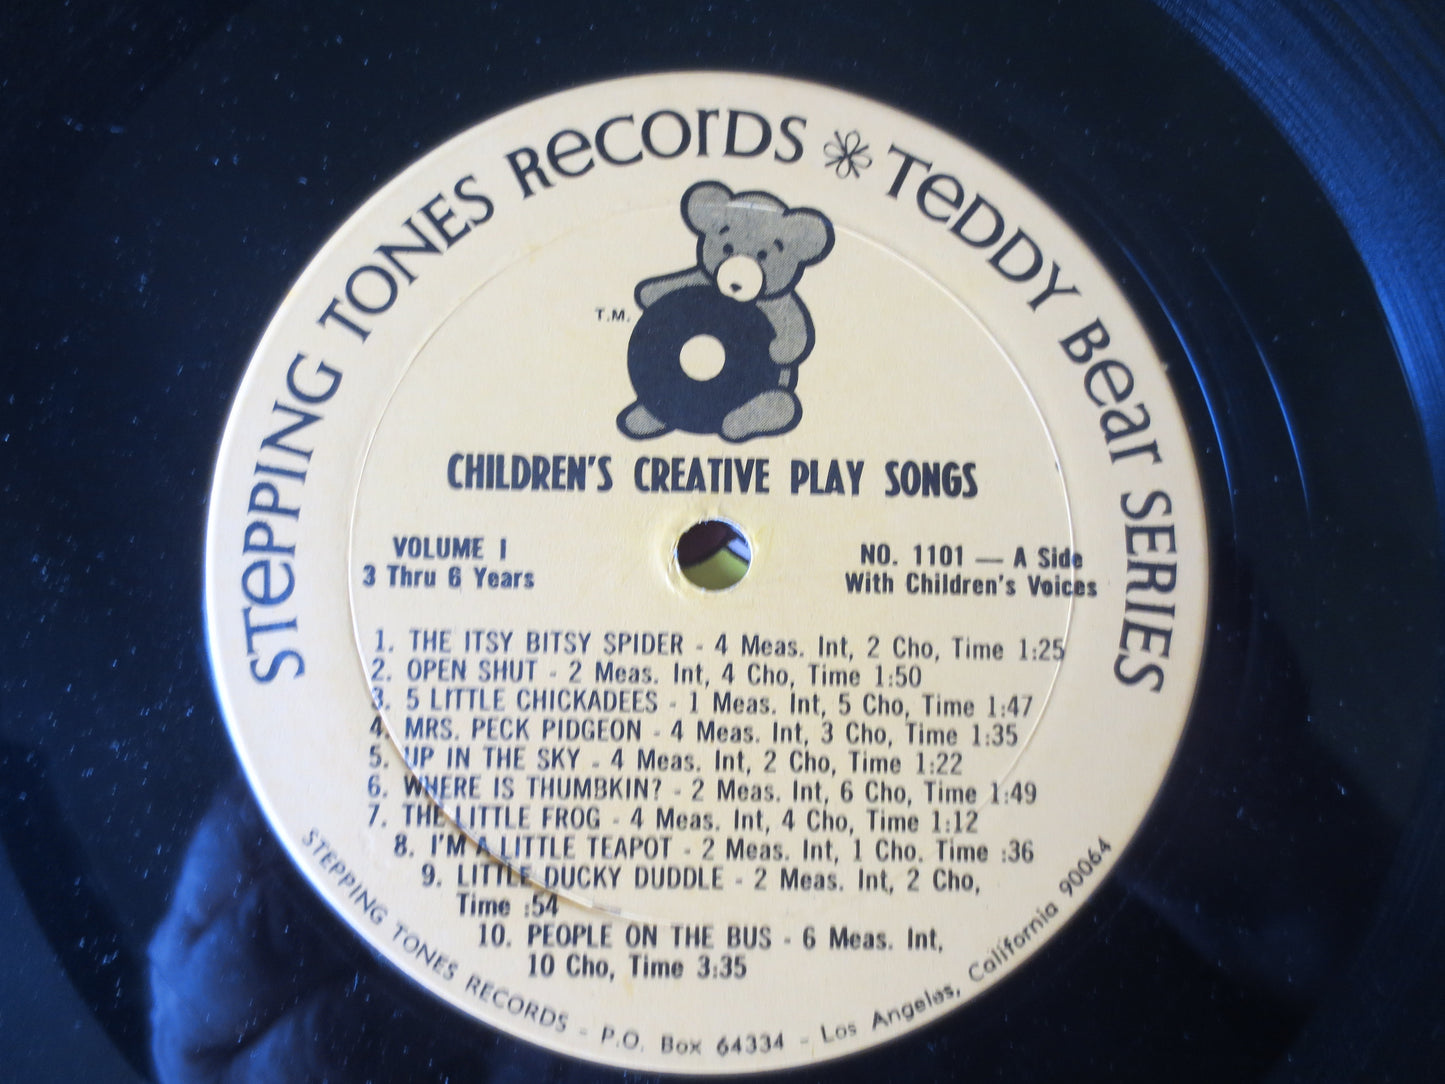 STEPPING TONES RECORDS TEDDY BEAR SERIES
T.M.
CHILDREN'S CREATIVE PLAY SONGS
VOLUME I
3 Thru 6 Years
NO. 1101 — A Side
With Children's Voices
1. THE ITSY BITSY SPIDER - 4 Meas. Int, 2 Cho, Time 1:25
2. OPEN SHUT - 2 Meas. Int, 4 Cho, Time 1:50
3. 5 LITTLE CHICKADEES - 1 Meas. Int, 5 Cho, Time 1:47
4. MRS. PECK PIDGEON - 4 Meas. Int, 3 Cho, Time 1:35
5. UP IN THE SKY - 4 Meas. Int, 2 Cho, Time 1:22
6. WHERE IS THUMBKIN? - 2 Meas. Int, 6 Cho, Time 1:49
7. THE LITTLE FROG - 4 Meas. Int, 4 Cho, Time 1:12
8. I'M A LITTLE TEAPOT - 2 Meas. Int, 1 Cho. Time :36
9. LITTLE DUCKY DUDDLE - 2 Meas. Int, 2 Cho,
Time :54
10. PEOPLE ON THE BUS - 6 Meas. Int,
10 Cho, Time 3:35
STEPPING TONES RECORDS - P.O. Box 64334 - Los Angeles, California 90064